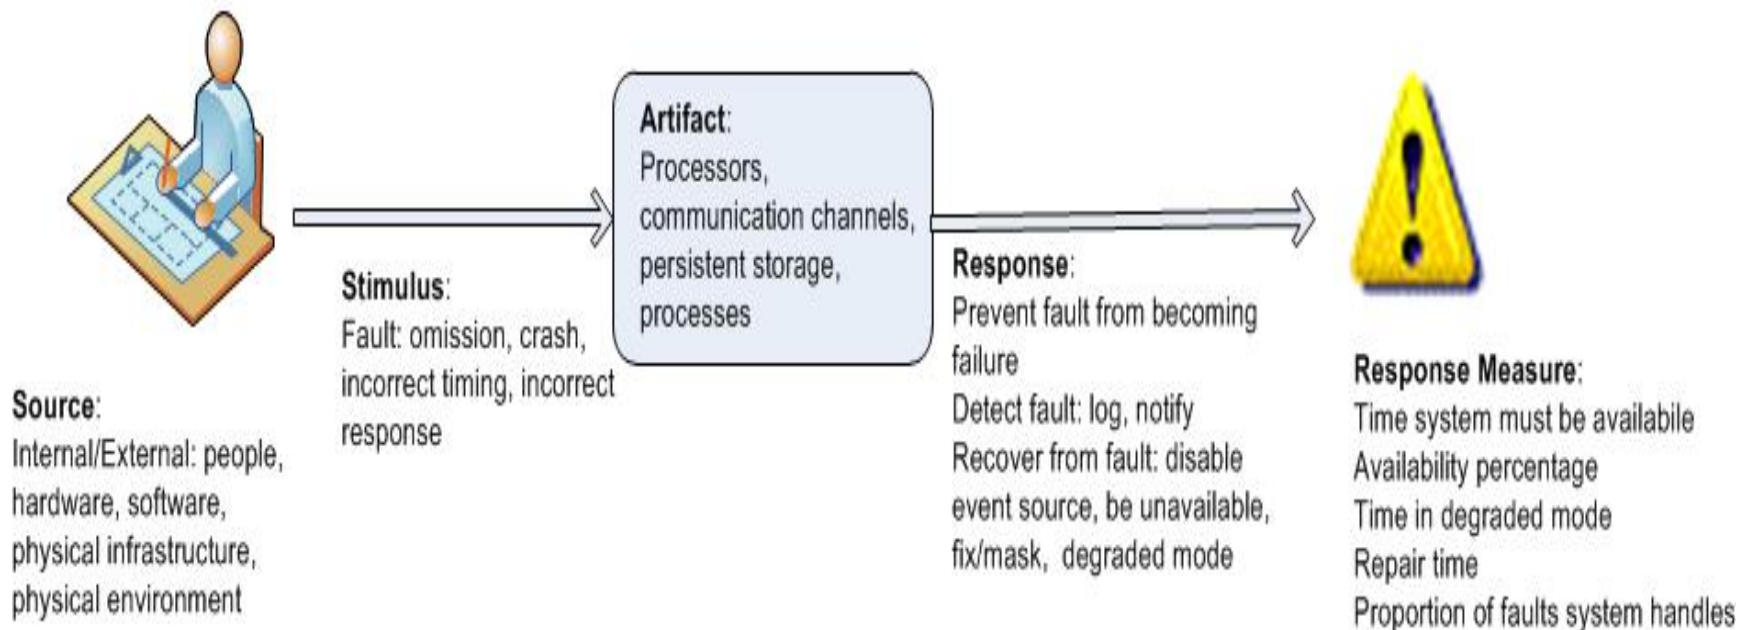 Source:
Internal/External: people,
hardware, software,
physical infrastructure,
physical environment
Stimulus:
Fault: omission, crash,
incorrect timing, incorrect
response
Artifact:
Processors,
communication channels,
persistent storage,
processes
Response:
Prevent fault from becoming
failure
Detect fault: log, notify
Recover from fault: disable
event source, be unavailable,
fix/mask, degraded mode
Response Measure:
Time system must be availabile
Availability percentage
Time in degraded mode
Repair time
Proportion of faults system handles